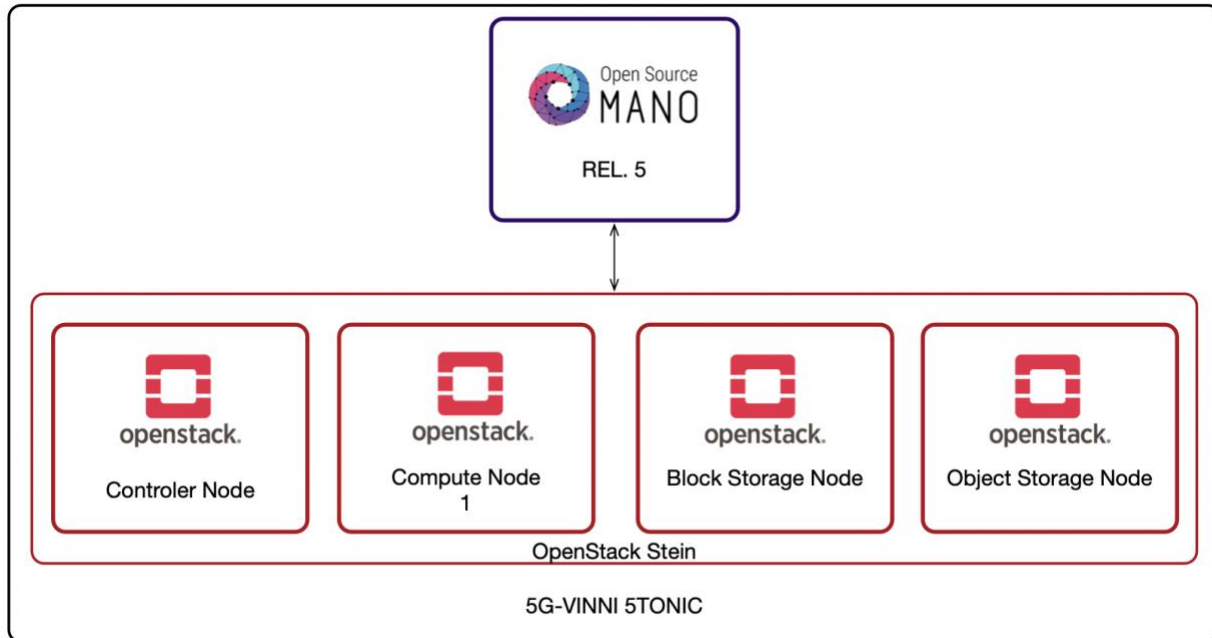 Open Source
MANO
REL. 5
openstack.
Controler Node
openstack.
Compute Node
1
openstack.
Block Storage Node
openstack.
Object Storage Node
OpenStack Stein
5G-VINNI 5TONIC